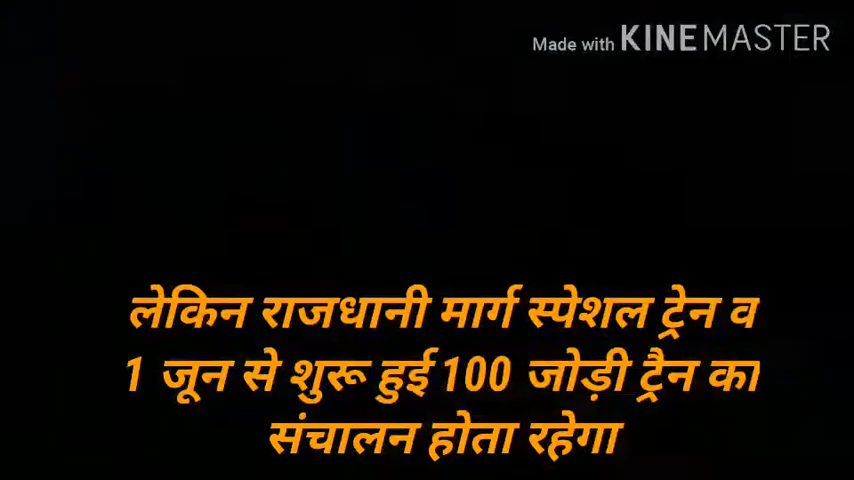 Made with KINEMASTER
लेकिन राजधानी मार्ग स्पेशल ट्रेन व
1 जून से शुरू हुई 100 जोड़ी ट्रैन का
संचालन होता रहेगा